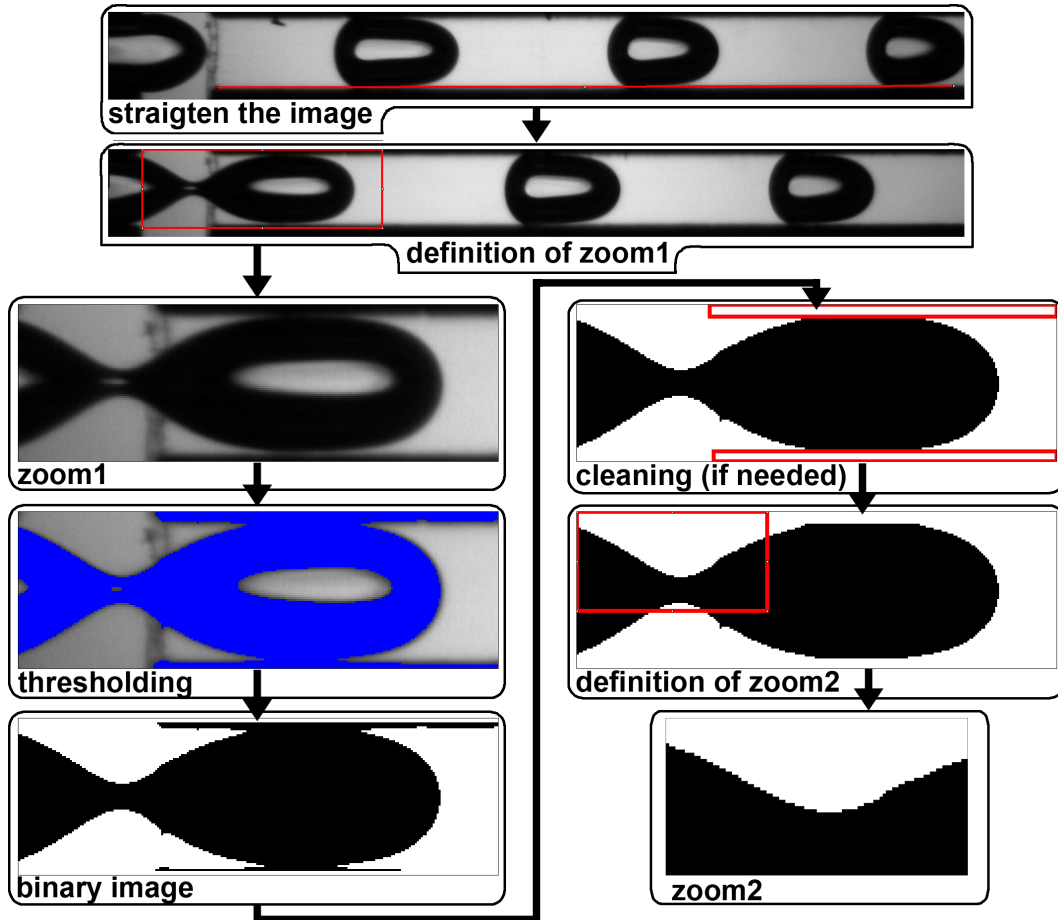 straigten the image
definition of zoom1
zoom1
thresholding
binary image
cleaning (if needed)
definition of zoom2
zoom2